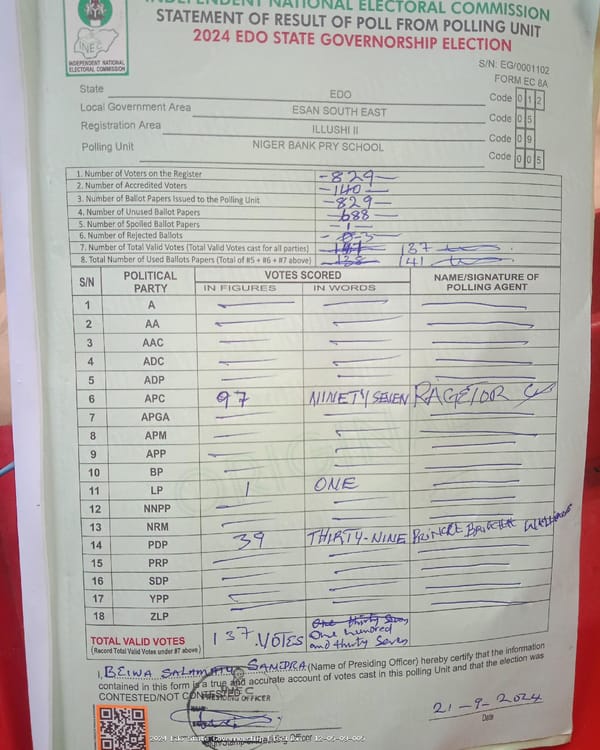 INDEPENDENT NATIONAL ELECTORAL COMMISSION
STATEMENT OF RESULT OF POLL FROM POLLING UNIT
2024 EDO STATE GOVERNORSHIP ELECTION
INEC
INDEPENDENT NATIONAL
ELECTORAL COMMISSION
S/N: EG/0001102
FORM EC 8A
State EDO Code 0 1 2
Local Government Area ESAN SOUTH EAST Code 0 5
Registration Area ILLUSHI II Code 0 9
Polling Unit NIGER BANK PRY SCHOOL Code 0 0 5
1. Number of Voters on the Register -829-
2. Number of Accredited Voters -140-
3. Number of Ballot Papers Issued to the Polling Unit -829-
4. Number of Unused Ballot Papers -688-
5. Number of Spoiled Ballot Papers -1-
6. Number of Rejected Ballots
7. Number of Total Valid Votes (Total Valid Votes cast for all parties) 137
8. Total Number of Used Ballots Papers (Total of #5 + #6 + #7 above) 138 141
S/N POLITICAL PARTY VOTES SCORED NAME/SIGNATURE OF POLLING AGENT
IN FIGURES IN WORDS
1 A
2 AA
3 AAC
4 ADC
5 ADP
6 APC 97 NINETY SEVEN RAGETOR
7 APGA
8 APM
9 APP
10 BP
11 LP 1 ONE
12 NNPP
13 NRM
14 PDP 39 THIRTY-NINE
15 PRP
16 SDP
17 YPP
18 ZLP
TOTAL VALID VOTES
(Record Total Valid Votes under #7 above)
137 VOTES
One thirty Seven
One hundred
and thirty Seven
I, BEIWA SALAMATU SANDRA (Name of Presiding Officer) hereby certify that the information
contained in this form is a true and accurate account of votes cast in this polling Unit and that the election was
CONTESTED/NOT CONTESTED
INEC
PRESIDING OFFICER
21-9-2024
Date